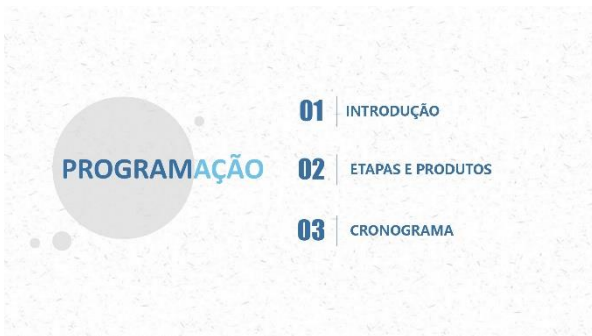 PROGRAMAÇÃO
01 INTRODUÇÃO
02 ETAPAS E PRODUTOS
03 CRONOGRAMA